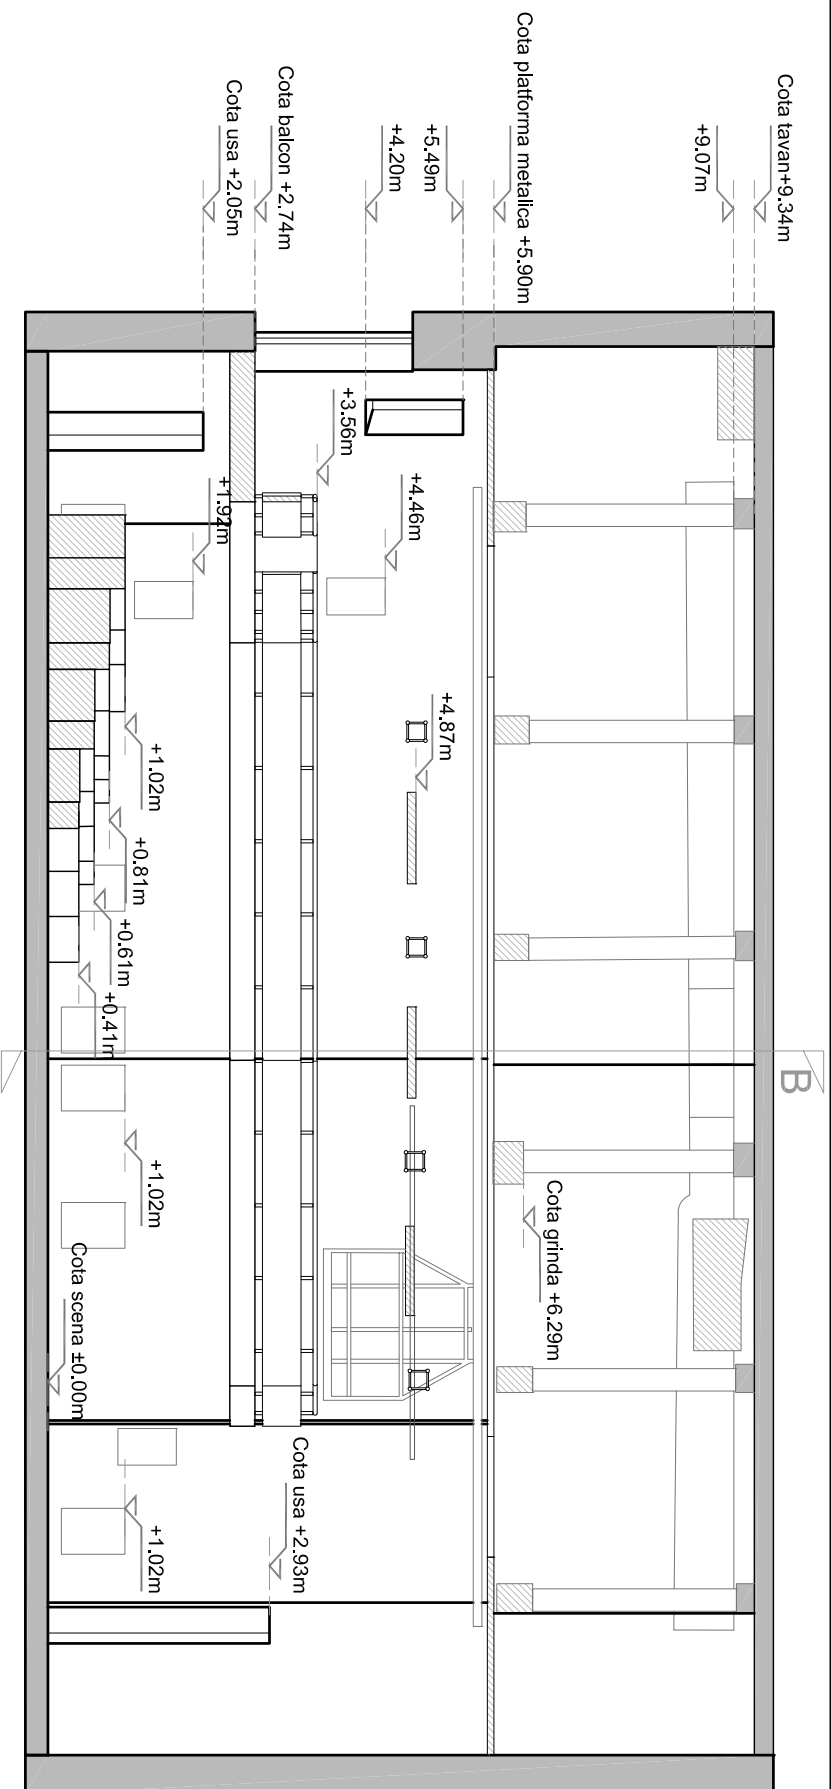 Cota tavan+9.34m
+9.07m
Cota platforma metalica +5.90m
+5.49m
+4.20m
Cota balcon +2.74m
Cota usa +2.05m
+4.46m
+3.56m
+1.92m
+4.87m
+1.02m
+0.81m
+0.61m
+0.41m
B
Cota grinda +6.29m
+1.02m
Cota scena ±0.00m
Cota usa +2.93m
+1.02m